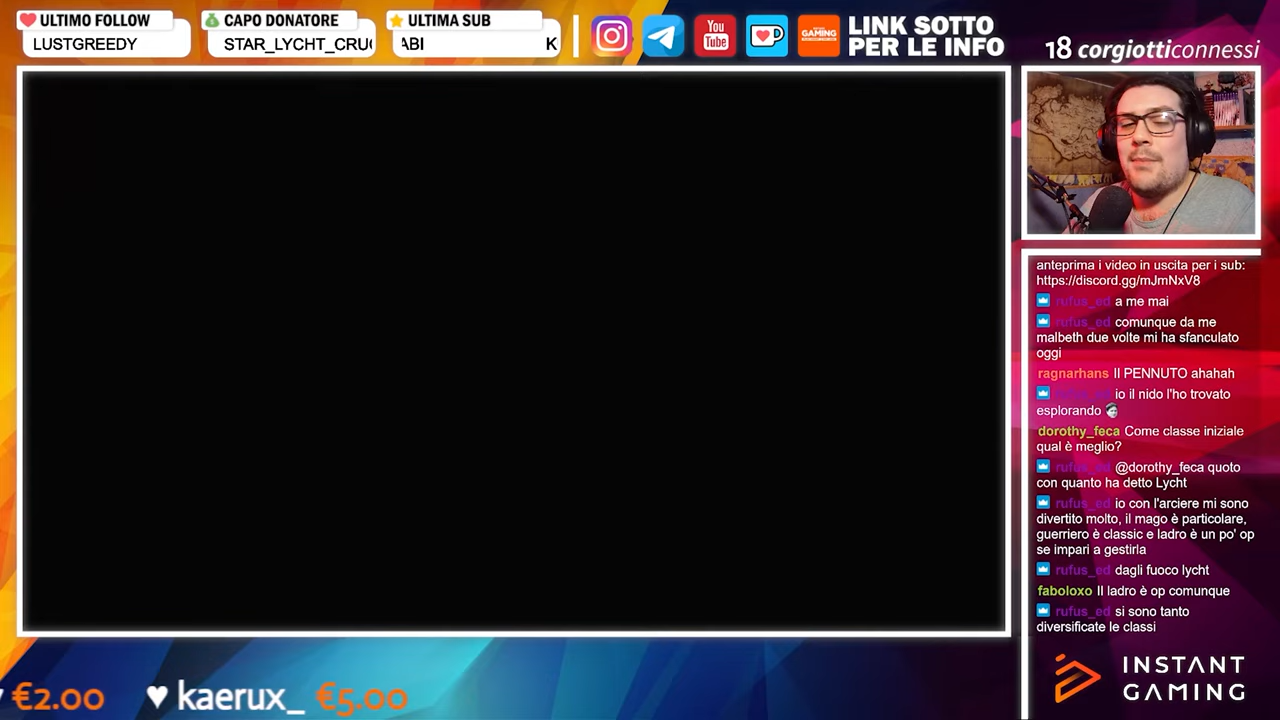 ULTIMO FOLLOW
LUSTGREEDY
CAPO DONATORE
STAR_LYCHT_CRU
ULTIMA SUB
ABI K
You
Tube
GAMING
LINK SOTTO
PER LE INFO
18 corgiotticonnessi
anteprima i video in uscita per i sub:
https://discord.gg/mJmNxV8
rufus_ed a me mai
rufus_ed comunque da me
malbeth due volte mi ha sfanculato
oggi
ragnarhans Il PENNUTO ahahah
rufus_ed io il nido l'ho trovato
esplorando
dorothy_feca Come classe iniziale
qual è meglio?
rufus_ed @dorothy_feca quoto
con quanto ha detto Lycht
rufus_ed io con l'arciere mi sono
divertito molto, il mago è particolare,
guerriero è classic e ladro è un po' op
se impari a gestirla
rufus_ed dagli fuoco lycht
faboloxo Il ladro è op comunque
rufus_ed si sono tanto
diversificate le classi
€2.00 kaerux_ €5.00
INSTANT
GAMING